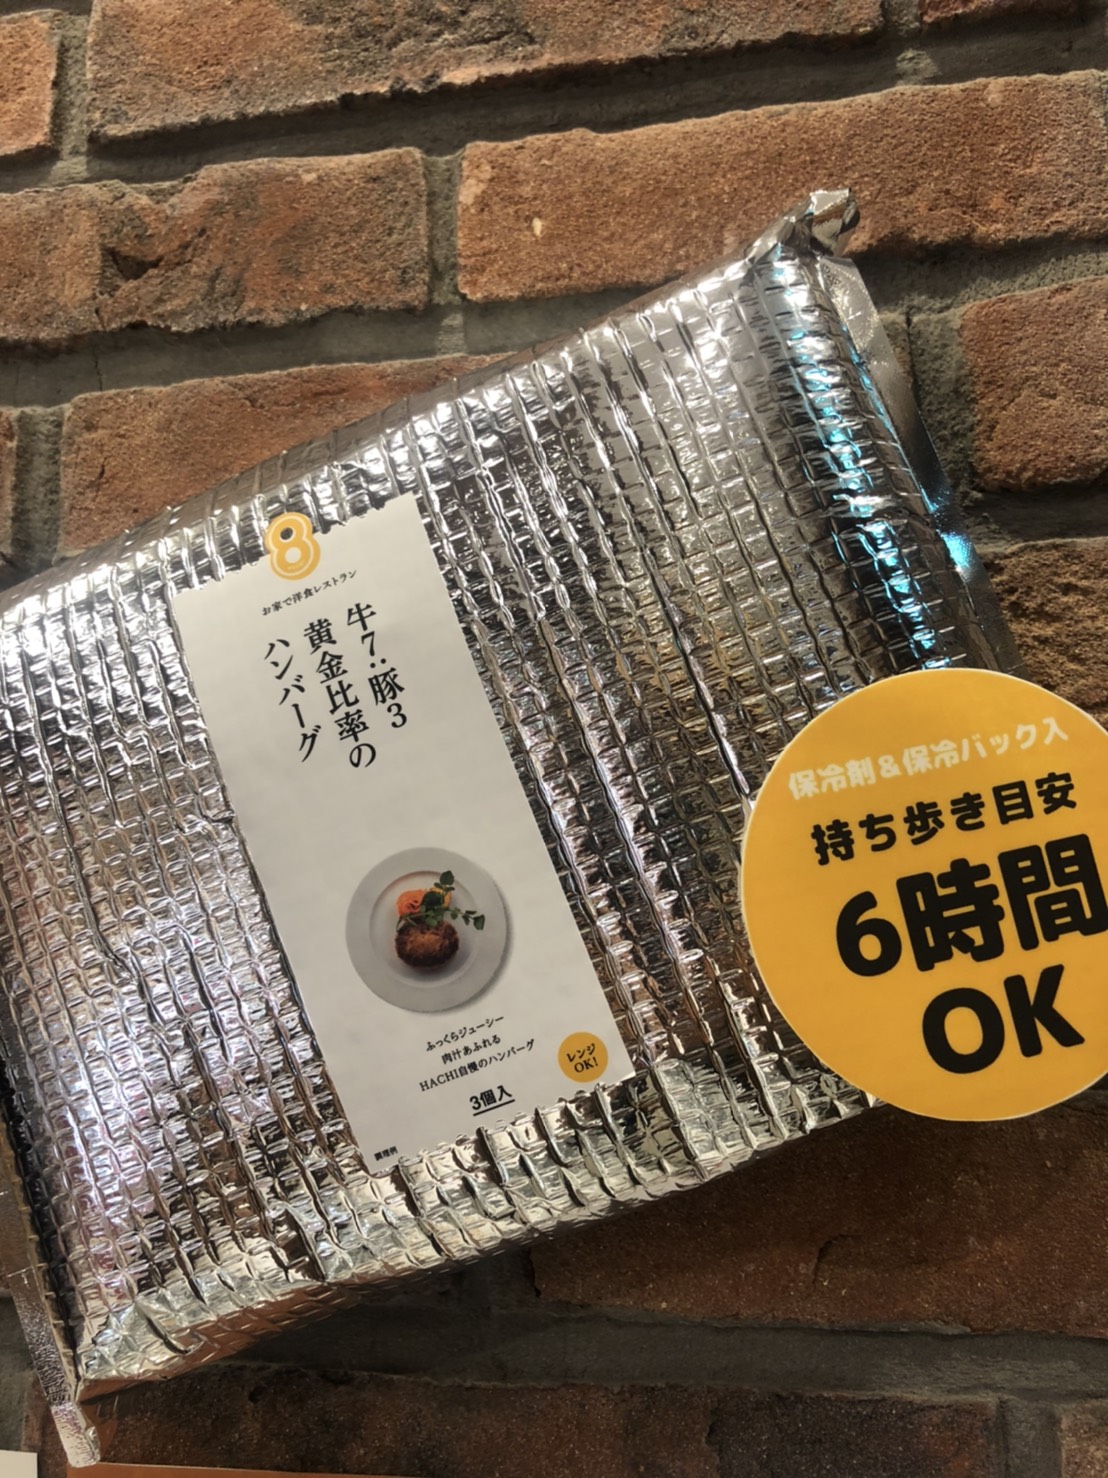 8
お家で洋食レストラン
牛7:豚3
黄金比率の
ハンバーグ
ふっくらジューシー
肉汁あふれる
HACHI自慢のハンバーグ
3個入
レンジ
OK!
調理例
保冷剤&保冷バック入
持ち歩き目安
6時間
OK